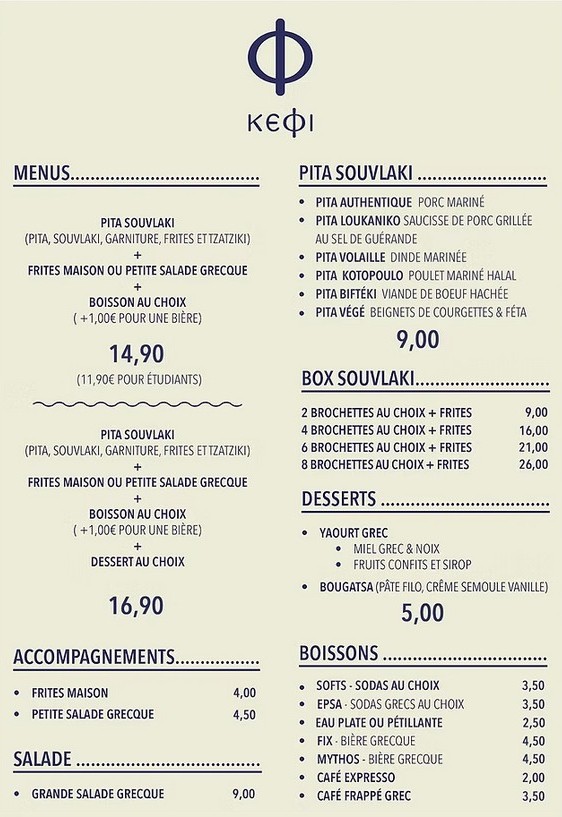 Φ
κεφι
MENUS
PITA SOUVLAKI
(PITA, SOUVLAKI, GARNITURE, FRITES ET TZATZIKI)
+
FRITES MAISON OU PETITE SALADE GRECQUE
+
BOISSON AU CHOIX
( +1,00€ POUR UNE BIÈRE)
14,90
(11,90€ POUR ÉTUDIANTS)
PITA SOUVLAKI
(PITA, SOUVLAKI, GARNITURE, FRITES ET TZATZIKI)
+
FRITES MAISON OU PETITE SALADE GRECQUE
+
BOISSON AU CHOIX
( +1,00€ POUR UNE BIÈRE)
+
DESSERT AU CHOIX
16,90
ACCOMPAGNEMENTS
• FRITES MAISON 4,00
• PETITE SALADE GRECQUE 4,50
SALADE
• GRANDE SALADE GRECQUE 9,00
PITA SOUVLAKI
• PITA AUTHENTIQUE PORC MARINÉ
• PITA LOUKANIKO SAUCISSE DE PORC GRILLÉE
AU SEL DE GUÉRANDE
• PITA VOLAILLE DINDE MARINÉE
• PITA KOTOPOULO POULET MARINÉ HALAL
• PITA BIFTÉKI VIANDE DE BOEUF HACHÉE
• PITA VÉGÉ BEIGNETS DE COURGETTES & FÉTA
9,00
BOX SOUVLAKI
2 BROCHETTES AU CHOIX + FRITES 9,00
4 BROCHETTES AU CHOIX + FRITES 16,00
6 BROCHETTES AU CHOIX + FRITES 21,00
8 BROCHETTES AU CHOIX + FRITES 26,00
DESSERTS
• YAOURT GREC
• MIEL GREC & NOIX
• FRUITS CONFITS ET SIROP
• BOUGATSA (PÂTE FILO, CRÊME SEMOULE VANILLE)
5,00
BOISSONS
• SOFTS - SODAS AU CHOIX 3,50
• EPSA - SODAS GRECS AU CHOIX 3,50
• EAU PLATE OU PÉTILLANTE 2,50
• FIX - BIÈRE GRECQUE 4,50
• MYTHOS - BIÈRE GRECQUE 4,50
• CAFÉ EXPRESSO 2,00
• CAFÉ FRAPPÉ GREC 3,50